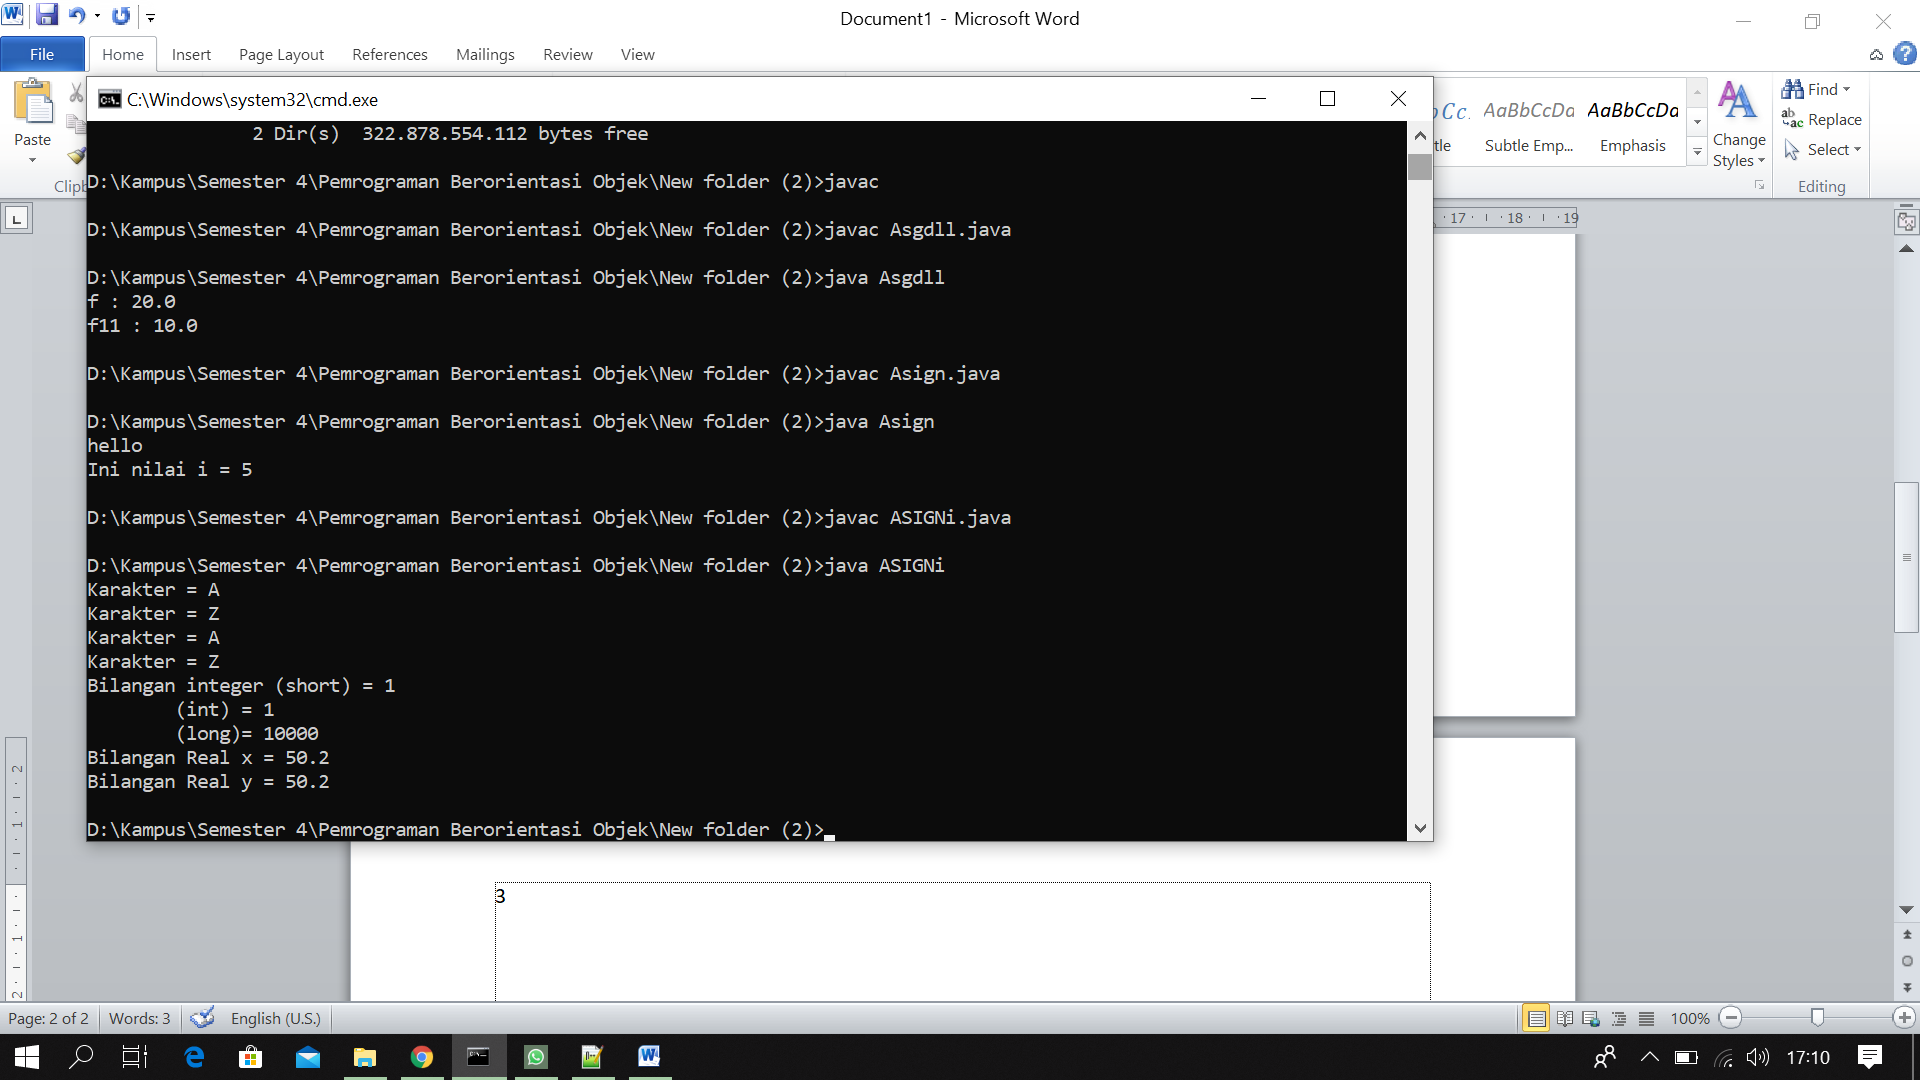 Document1 - Microsoft Word
File Home Insert Page Layout References Mailings Review View
C:\Windows\system32\cmd.exe
Paste
Clipb
AaBbCcDd AaBbCcDd
tle Subtle Emp... Emphasis
Change
Styles
Find
Replace
Select
Editing
17 18 19
2 Dir(s) 322.878.554.112 bytes free
D:\Kampus\Semester 4\Pemrograman Berorientasi Objek\New folder (2)>javac
D:\Kampus\Semester 4\Pemrograman Berorientasi Objek\New folder (2)>javac Asgdll.java
D:\Kampus\Semester 4\Pemrograman Berorientasi Objek\New folder (2)>java Asgdll
f : 20.0
f11 : 10.0
D:\Kampus\Semester 4\Pemrograman Berorientasi Objek\New folder (2)>javac Asign.java
D:\Kampus\Semester 4\Pemrograman Berorientasi Objek\New folder (2)>java Asign
hello
Ini nilai i = 5
D:\Kampus\Semester 4\Pemrograman Berorientasi Objek\New folder (2)>javac ASIGNi.java
D:\Kampus\Semester 4\Pemrograman Berorientasi Objek\New folder (2)>java ASIGNi
Karakter = A
Karakter = Z
Karakter = A
Karakter = Z
Bilangan integer (short) = 1
(int) = 1
(long)= 10000
Bilangan Real x = 50.2
Bilangan Real y = 50.2
D:\Kampus\Semester 4\Pemrograman Berorientasi Objek\New folder (2)>
3
Page: 2 of 2 Words: 3 English (U.S.) 100%
17:10